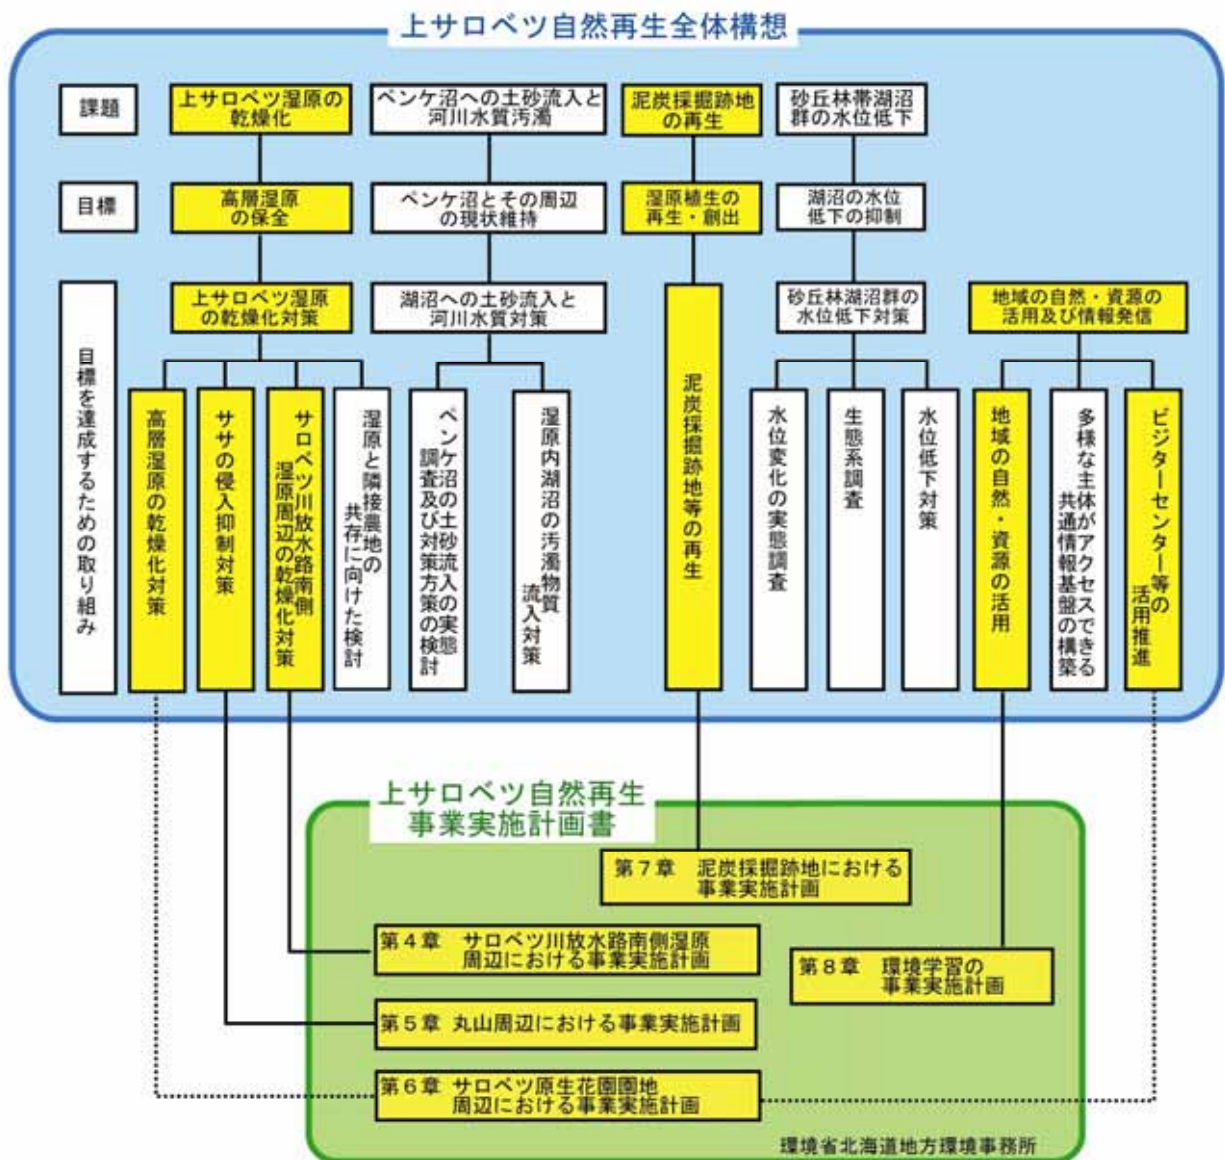 上サロベツ自然再生全体構想
課題
上サロベツ湿原の
乾燥化
ペンケ沼への土砂流入と
河川水質汚濁
泥炭採掘跡地
の再生
砂丘林帯湖沼
群の水位低下
目標
高層湿原
の保全
ペンケ沼とその周辺
の現状維持
湿原植生の
再生・創出
湖沼の水位
低下の抑制
目標を達成するための取り組み
上サロベツ湿原
の乾燥化対策
湖沼への土砂流入と
河川水質対策
砂丘林湖沼群の
水位低下対策
地域の自然・資源の
活用及び情報発信
高層湿原の乾燥化対策
ササの侵入抑制対策
サロベツ川放水路南側
湿原周辺の乾燥化対策
湿原と隣接農地の
共存に向けた検討
ペンケ沼の土砂流入の実態
調査及び対策方策の検討
湿原内湖沼の汚濁物質
流入対策
泥炭採掘跡地等の再生
水位変化の実態調査
生態系調査
水位低下対策
地域の自然・資源の活用
多様な主体がアクセスできる
共通情報基盤の構築
ビジターセンター等の
活用推進
上サロベツ自然再生
事業実施計画書
第7章 泥炭採掘跡地における
事業実施計画
第4章 サロベツ川放水路南側湿原
周辺における事業実施計画
第8章 環境学習の
事業実施計画
第5章 丸山周辺における事業実施計画
第6章 サロベツ原生花園園地
周辺における事業実施計画
環境省北海道地方環境事務所